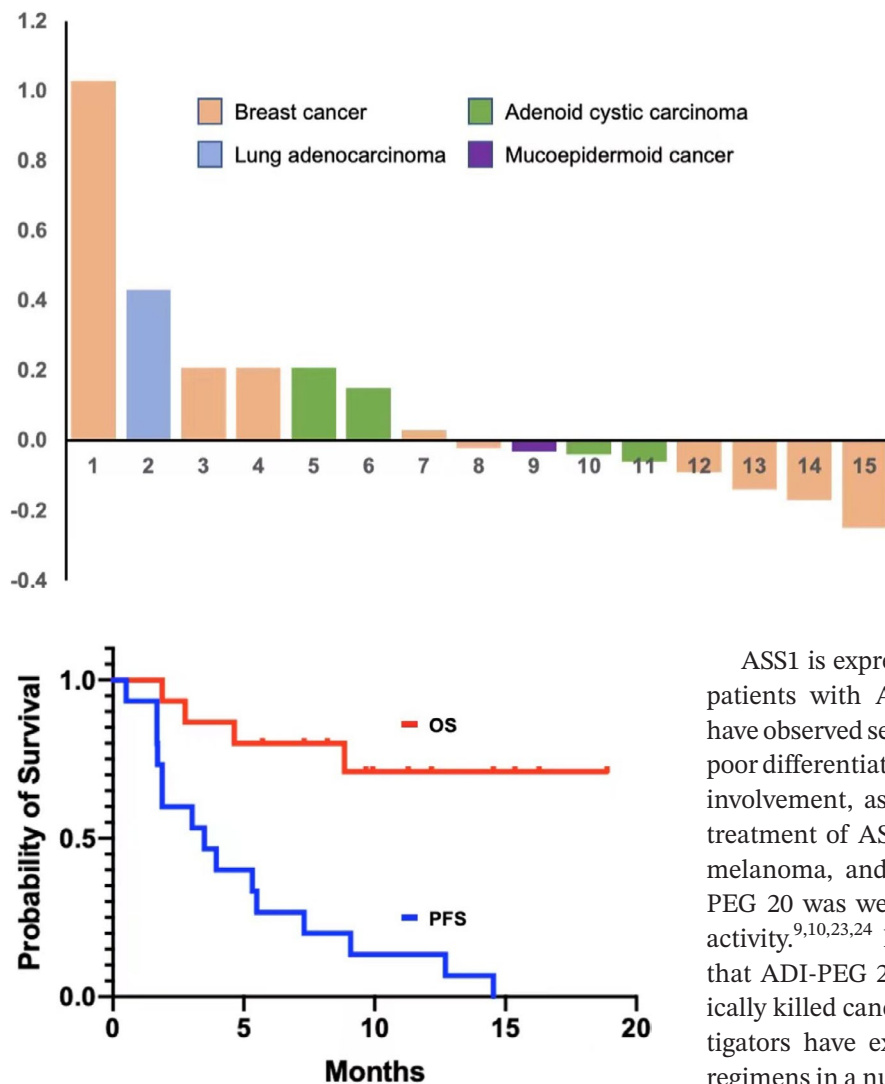 1.2
1.0
0.8
0.6
0.4
0.2
0.0
-0.2
-0.4
Breast cancer
Adenoid cystic carcinoma
Lung adenocarcinoma
Mucoepidermoid cancer
1 2 3 4 5 6 7 8 9 10 11 12 13 14 15
Probability of Survival
1.0
0.5
0.0
OS
PFS
0 5 10 15 20
Months
ASS1 is expre
patients with A
have observed se
poor differentiat
involvement, as
treatment of AS
melanoma, and
PEG 20 was we
activity.9,10,23,24
that ADI-PEG 2
ically killed canc
tigators have ex
regimens in a nu